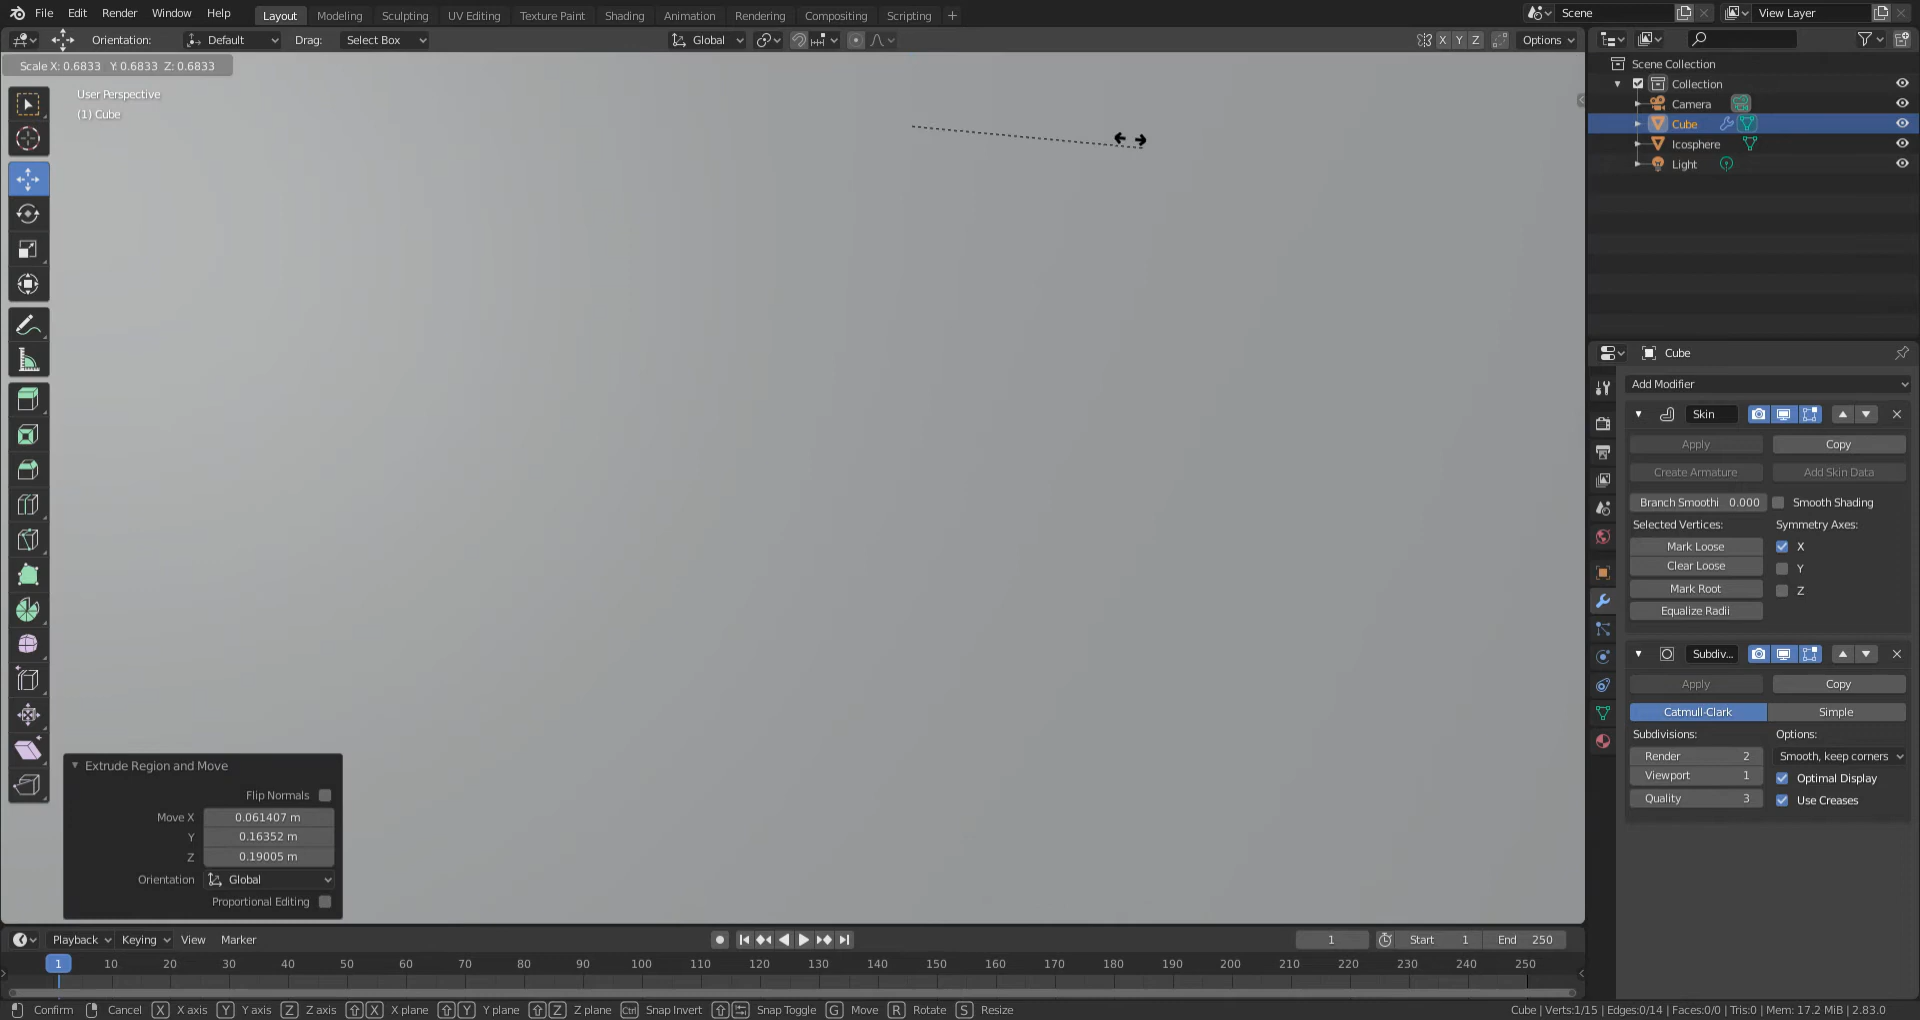 File Edit Render Window Help Layout Modeling Sculpting UV Editing Texture Paint Shading Animation Rendering Compositing Scripting + Scene View Layer
Orientation: Default Drag: Select Box Global X Y Z Options
Scale X: 0.6833 Y: 0.6833 Z: 0.6833
User Perspective
(1) Cube
Scene Collection
Collection
Camera
Cube
Icosphere
Light
Cube
Add Modifier
Skin
Apply Copy
Create Armature Add Skin Data
Branch Smoothi 0.000 Smooth Shading
Selected Vertices: Symmetry Axes:
Mark Loose X
Clear Loose Y
Mark Root Z
Equalize Radii
Subdiv...
Apply Copy
Catmull-Clark Simple
Subdivisions: Options:
Render 2 Smooth, keep corners
Viewport 1 Optimal Display
Quality 3 Use Creases
Extrude Region and Move
Flip Normals
Move X 0.061407 m
Y 0.16352 m
Z 0.19005 m
Orientation Global
Proportional Editing
Playback Keying View Marker 1 Start 1 End 250
1 10 20 30 40 50 60 70 80 90 100 110 120 130 140 150 160 170 180 190 200 210 220 230 240 250
Confirm Cancel X X axis Y Y axis Z Z axis X X plane Y Y plane Z Z plane Ctrl Snap Invert Snap Toggle G Move R Rotate S Resize Cube | Verts:1/15 | Edges:0/14 | Faces:0/0 | Tris:0 | Mem: 17.2 MiB | 2.83.0